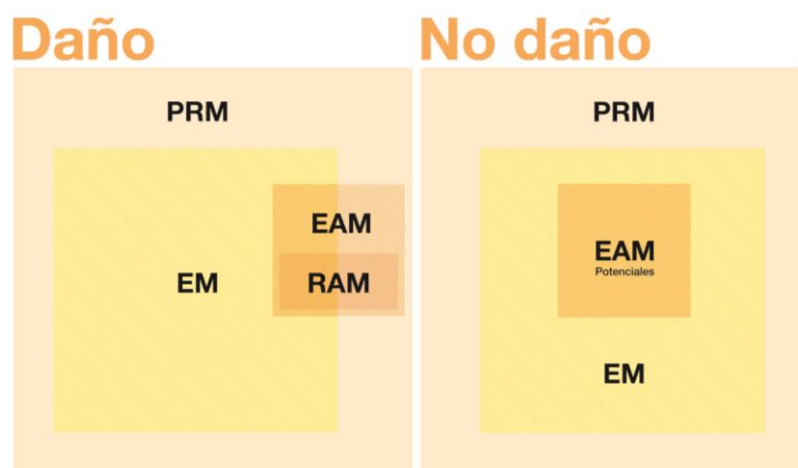 Daño
PRM
EAM
EM
RAM
No daño
PRM
EAM
Potenciales
EM